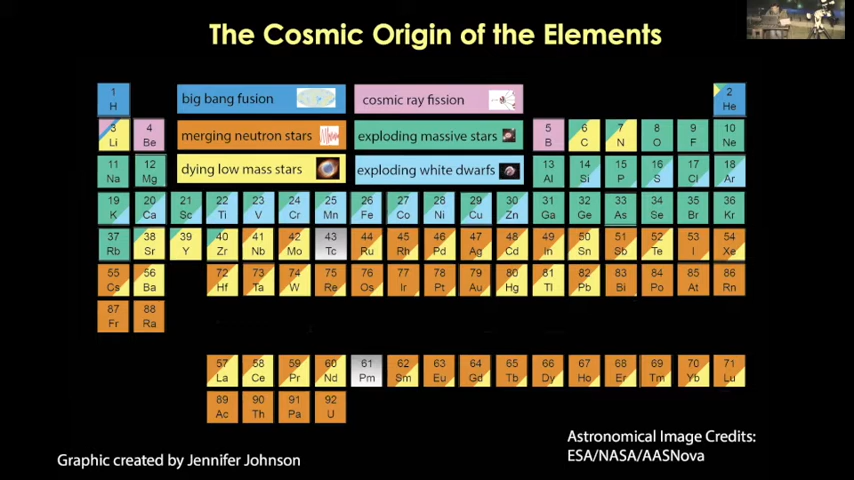 The Cosmic Origin of the Elements
1 H
2 He
big bang fusion
cosmic ray fission
merging neutron stars
exploding massive stars
dying low mass stars
exploding white dwarfs
3 Li
4 Be
5 B
6 C
7 N
8 O
9 F
10 Ne
11 Na
12 Mg
13 Al
14 Si
15 P
16 S
17 Cl
18 Ar
19 K
20 Ca
21 Sc
22 Ti
23 V
24 Cr
25 Mn
26 Fe
27 Co
28 Ni
29 Cu
30 Zn
31 Ga
32 Ge
33 As
34 Se
35 Br
36 Kr
37 Rb
38 Sr
39 Y
40 Zr
41 Nb
42 Mo
43 Tc
44 Ru
45 Rh
46 Pd
47 Ag
48 Cd
49 In
50 Sn
51 Sb
52 Te
53 I
54 Xe
55 Cs
56 Ba
72 Hf
73 Ta
74 W
75 Re
76 Os
77 Ir
78 Pt
79 Au
80 Hg
81 Tl
82 Pb
83 Bi
84 Po
85 At
86 Rn
87 Fr
88 Ra
57 La
58 Ce
59 Pr
60 Nd
61 Pm
62 Sm
63 Eu
64 Gd
65 Tb
66 Dy
67 Ho
68 Er
69 Tm
70 Yb
71 Lu
89 Ac
90 Th
91 Pa
92 U
Graphic created by Jennifer Johnson
Astronomical Image Credits:
ESA/NASA/AASNova